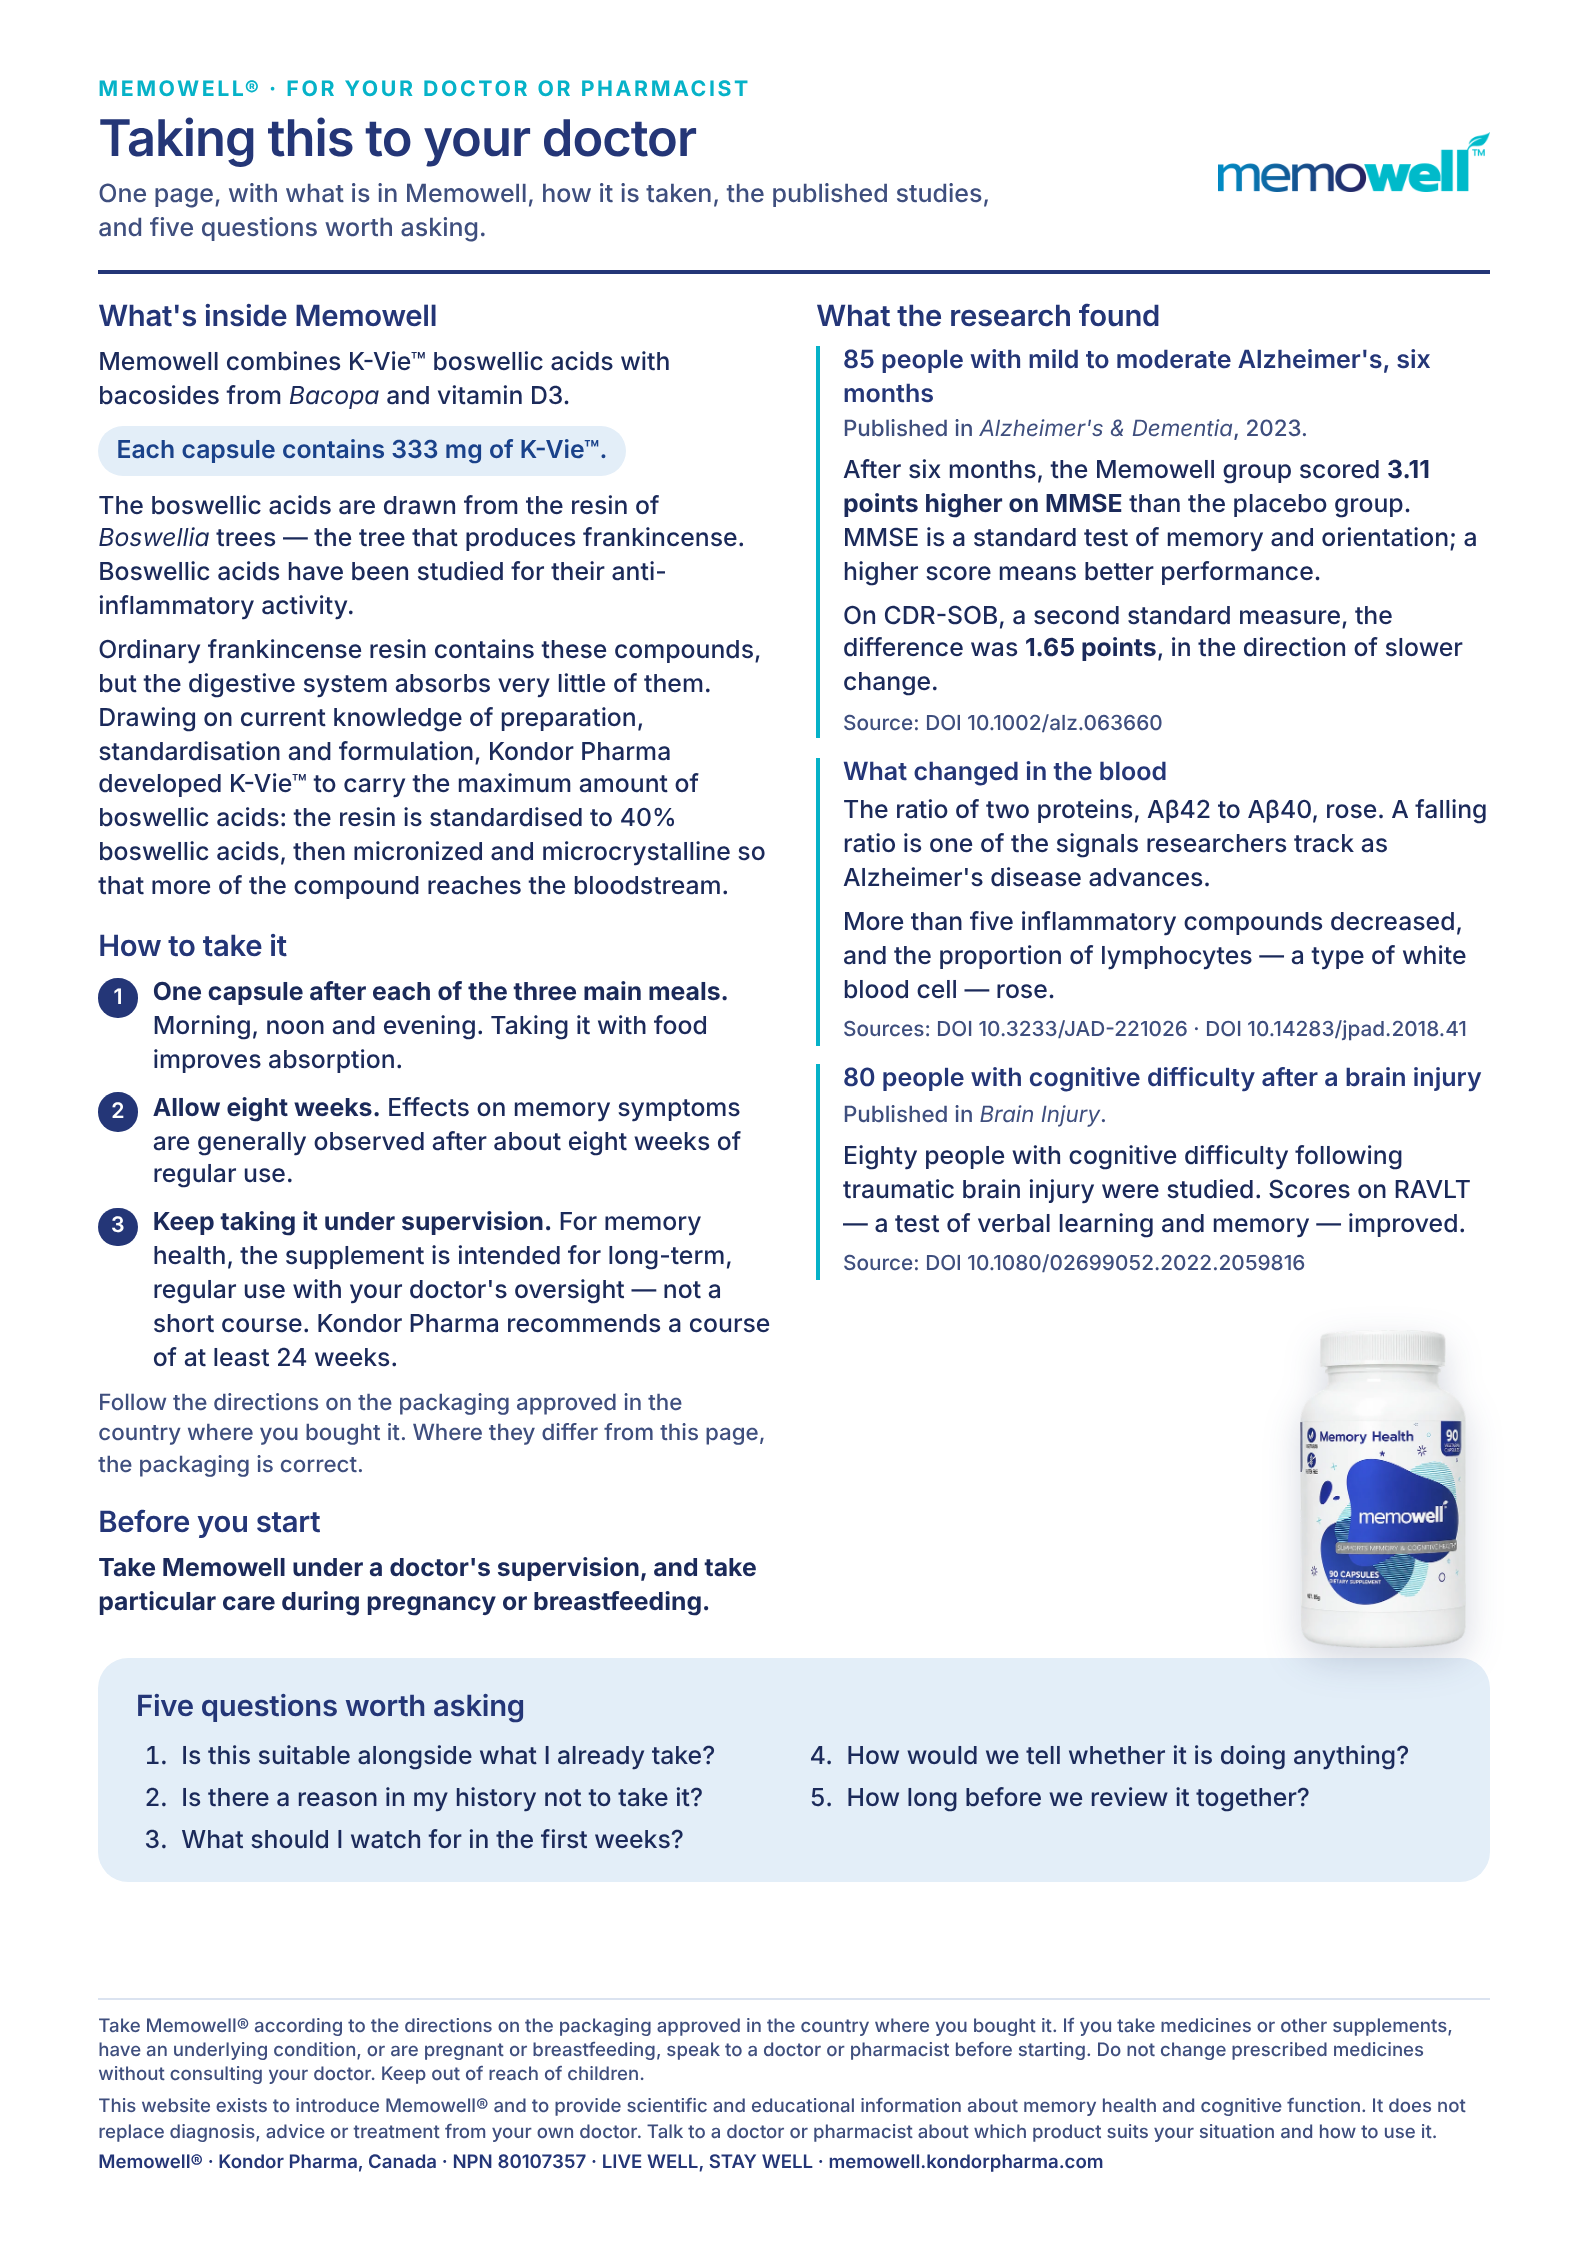 MEMOWELL® · FOR YOUR DOCTOR OR PHARMACIST
Taking this to your doctor
One page, with what is in Memowell, how it is taken, the published studies,
and five questions worth asking.
memowell™
What's inside Memowell
Memowell combines K-Vie™ boswellic acids with
bacosides from Bacopa and vitamin D3.
Each capsule contains 333 mg of K-Vie™.
The boswellic acids are drawn from the resin of
Boswellia trees — the tree that produces frankincense.
Boswellic acids have been studied for their anti-
inflammatory activity.
Ordinary frankincense resin contains these compounds,
but the digestive system absorbs very little of them.
Drawing on current knowledge of preparation,
standardisation and formulation, Kondor Pharma
developed K-Vie™ to carry the maximum amount of
boswellic acids: the resin is standardised to 40%
boswellic acids, then micronized and microcrystalline so
that more of the compound reaches the bloodstream.
How to take it
1 One capsule after each of the three main meals.
Morning, noon and evening. Taking it with food
improves absorption.
2 Allow eight weeks. Effects on memory symptoms
are generally observed after about eight weeks of
regular use.
3 Keep taking it under supervision. For memory
health, the supplement is intended for long-term,
regular use with your doctor's oversight — not a
short course. Kondor Pharma recommends a course
of at least 24 weeks.
Follow the directions on the packaging approved in the
country where you bought it. Where they differ from this page,
the packaging is correct.
Before you start
Take Memowell under a doctor's supervision, and take
particular care during pregnancy or breastfeeding.
What the research found
85 people with mild to moderate Alzheimer's, six
months
Published in Alzheimer's & Dementia, 2023.
After six months, the Memowell group scored 3.11
points higher on MMSE than the placebo group.
MMSE is a standard test of memory and orientation; a
higher score means better performance.
On CDR-SOB, a second standard measure, the
difference was 1.65 points, in the direction of slower
change.
Source: DOI 10.1002/alz.063660
What changed in the blood
The ratio of two proteins, Aβ42 to Aβ40, rose. A falling
ratio is one of the signals researchers track as
Alzheimer's disease advances.
More than five inflammatory compounds decreased,
and the proportion of lymphocytes — a type of white
blood cell — rose.
Sources: DOI 10.3233/JAD-221026 · DOI 10.14283/jpad.2018.41
80 people with cognitive difficulty after a brain injury
Published in Brain Injury.
Eighty people with cognitive difficulty following
traumatic brain injury were studied. Scores on RAVLT
— a test of verbal learning and memory — improved.
Source: DOI 10.1080/02699052.2022.2059816
Memory Health
90
memowell
SUPPORTS MEMORY & COGNITIVE HEALTH
90 CAPSULES
DIETARY SUPPLEMENT
Five questions worth asking
1. Is this suitable alongside what I already take?
2. Is there a reason in my history not to take it?
3. What should I watch for in the first weeks?
4. How would we tell whether it is doing anything?
5. How long before we review it together?
Take Memowell® according to the directions on the packaging approved in the country where you bought it. If you take medicines or other supplements,
have an underlying condition, or are pregnant or breastfeeding, speak to a doctor or pharmacist before starting. Do not change prescribed medicines
without consulting your doctor. Keep out of reach of children.
This website exists to introduce Memowell® and to provide scientific and educational information about memory health and cognitive function. It does not
replace diagnosis, advice or treatment from your own doctor. Talk to a doctor or pharmacist about which product suits your situation and how to use it.
Memowell® · Kondor Pharma, Canada · NPN 80107357 · LIVE WELL, STAY WELL · memowell.kondorpharma.com